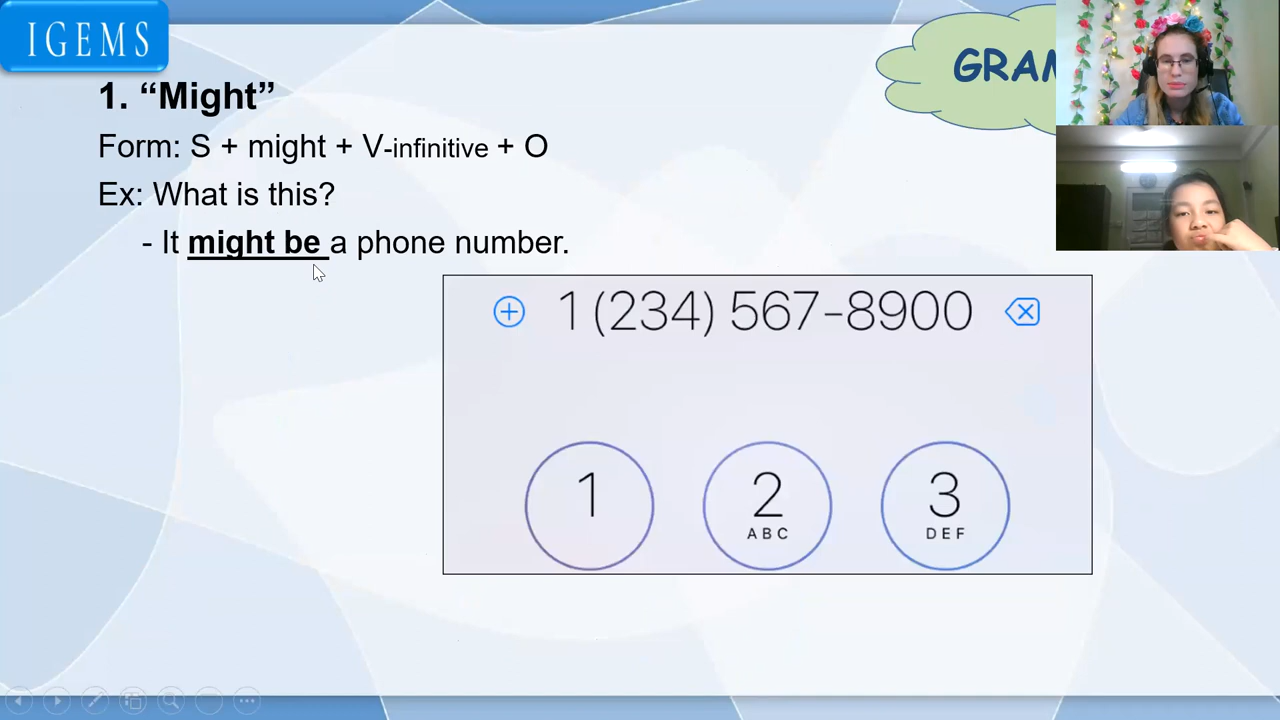 IGEMS
GRAM
1. “Might”
Form: S + might + V-infinitive + O
Ex: What is this?
- It might be a phone number.
1 (234) 567-8900
1
2
3
ABC
DEF